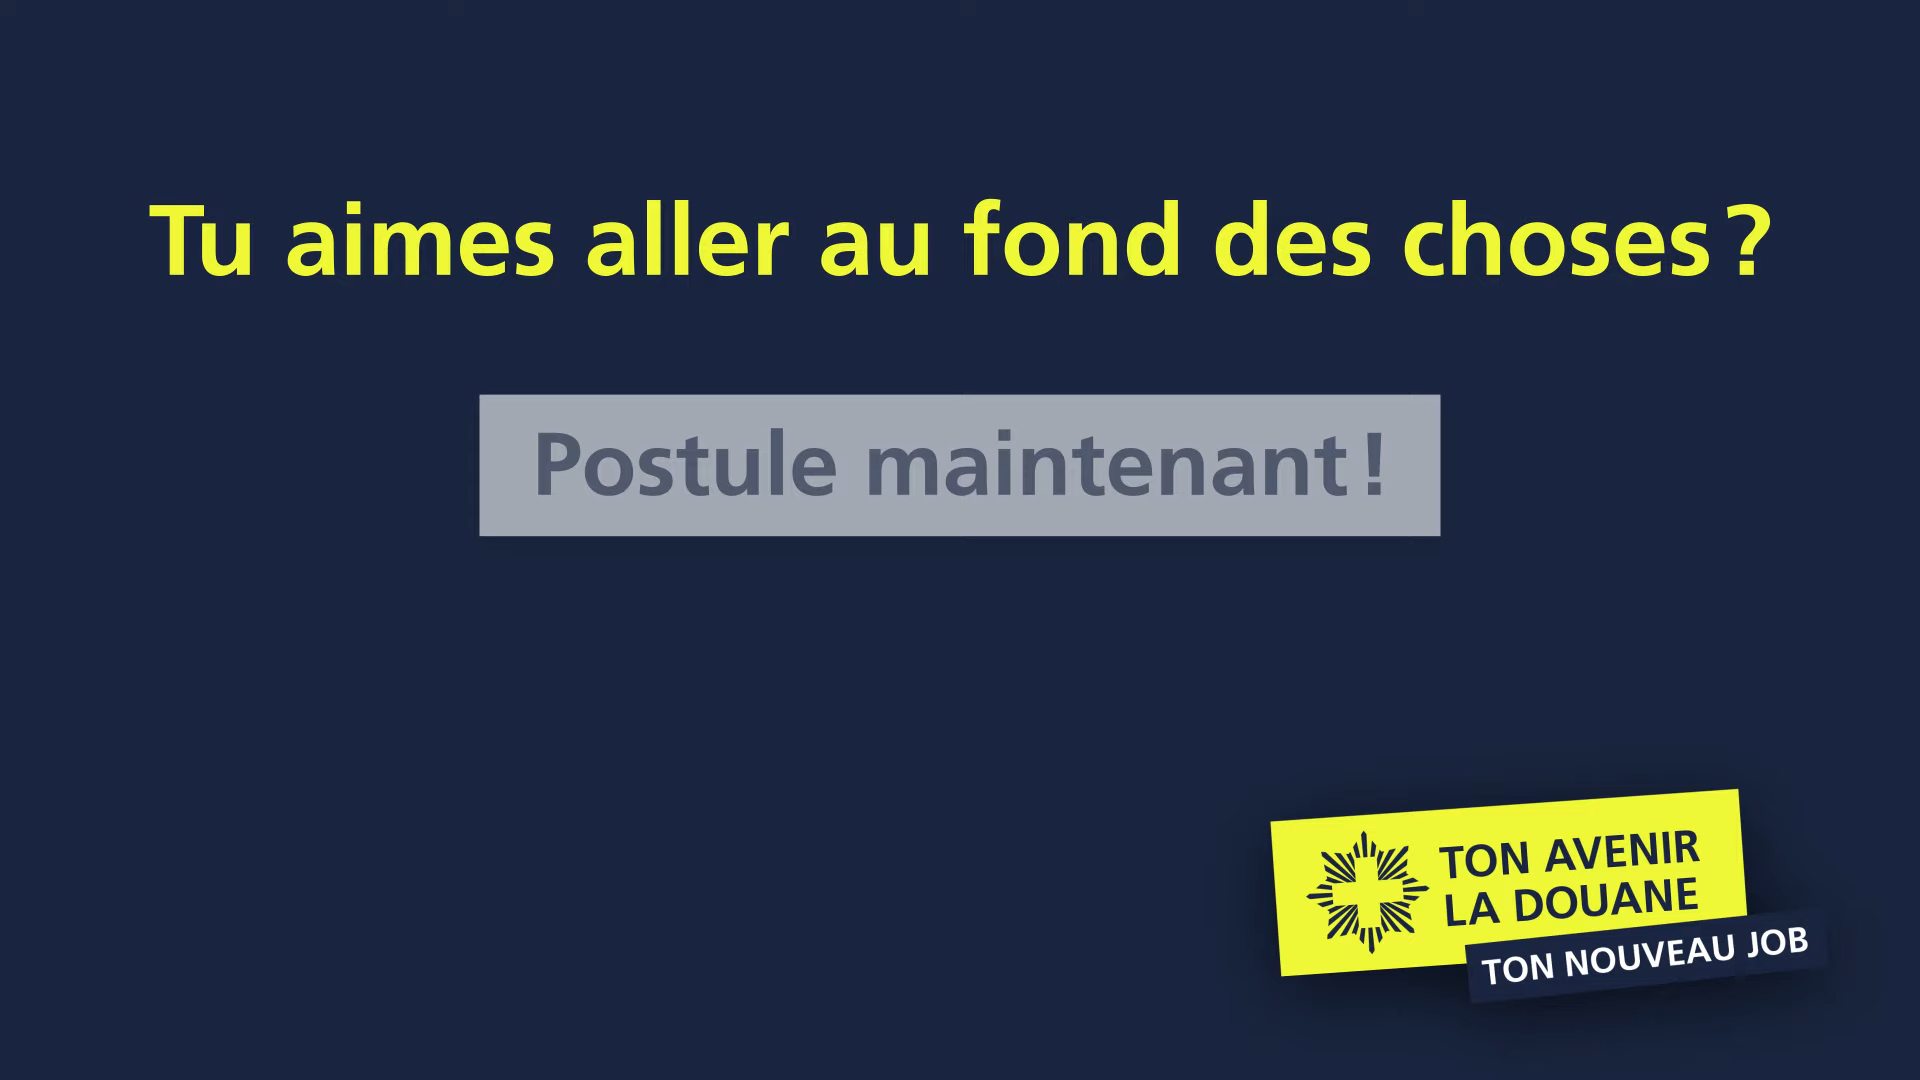 Tu aimes aller au fond des choses ?
Postule maintenant !
TON AVENIR
LA DOUANE
TON NOUVEAU JOB